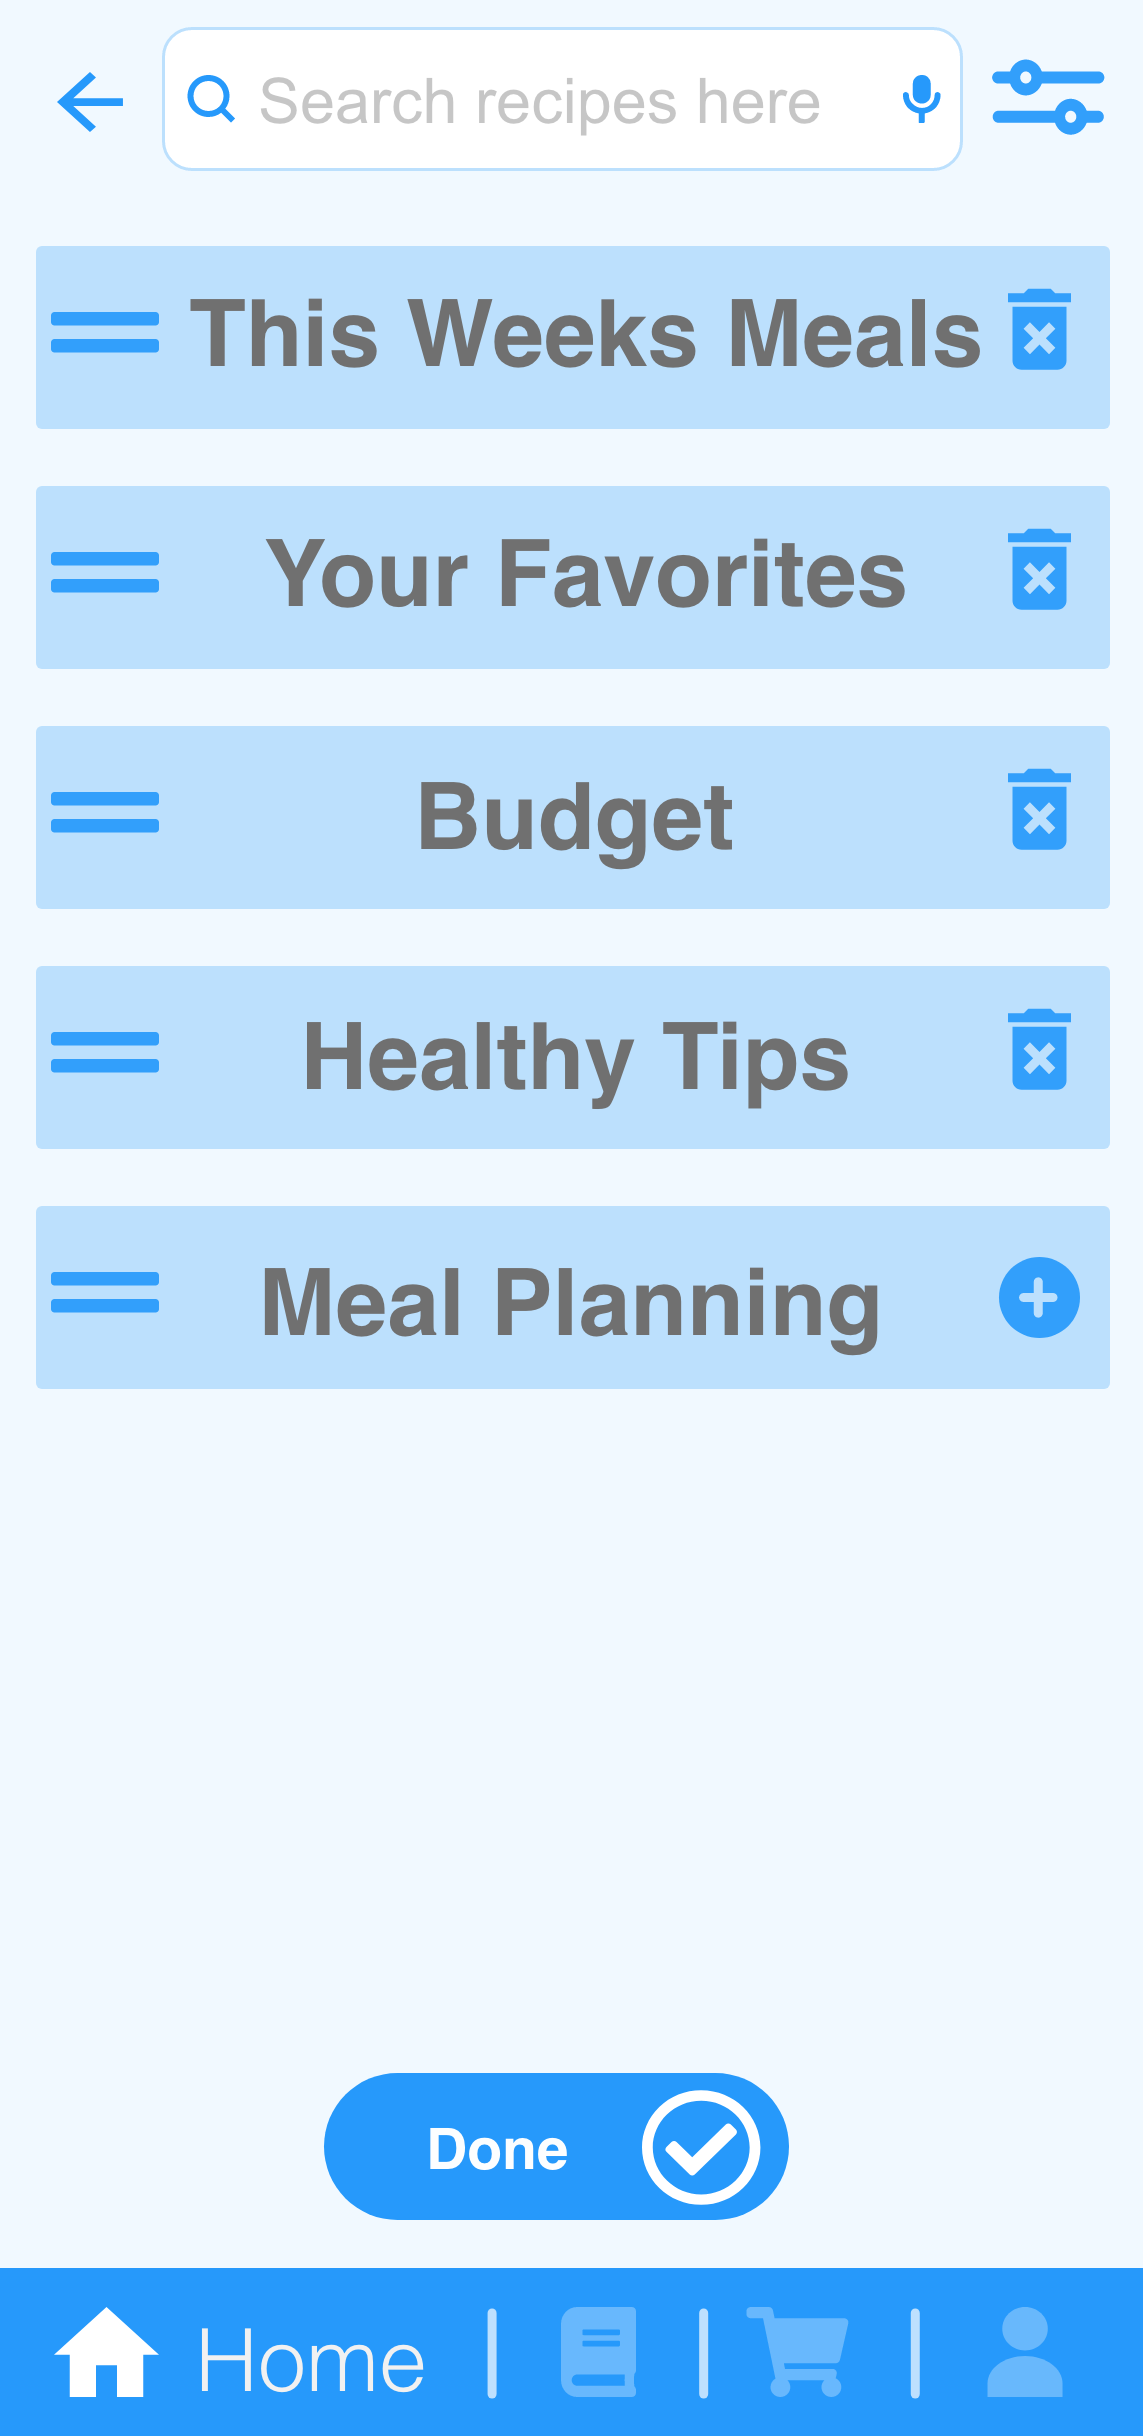 Search recipes here
This Weeks Meals
Your Favorites
Budget
Healthy Tips
Meal Planning
Done
Home